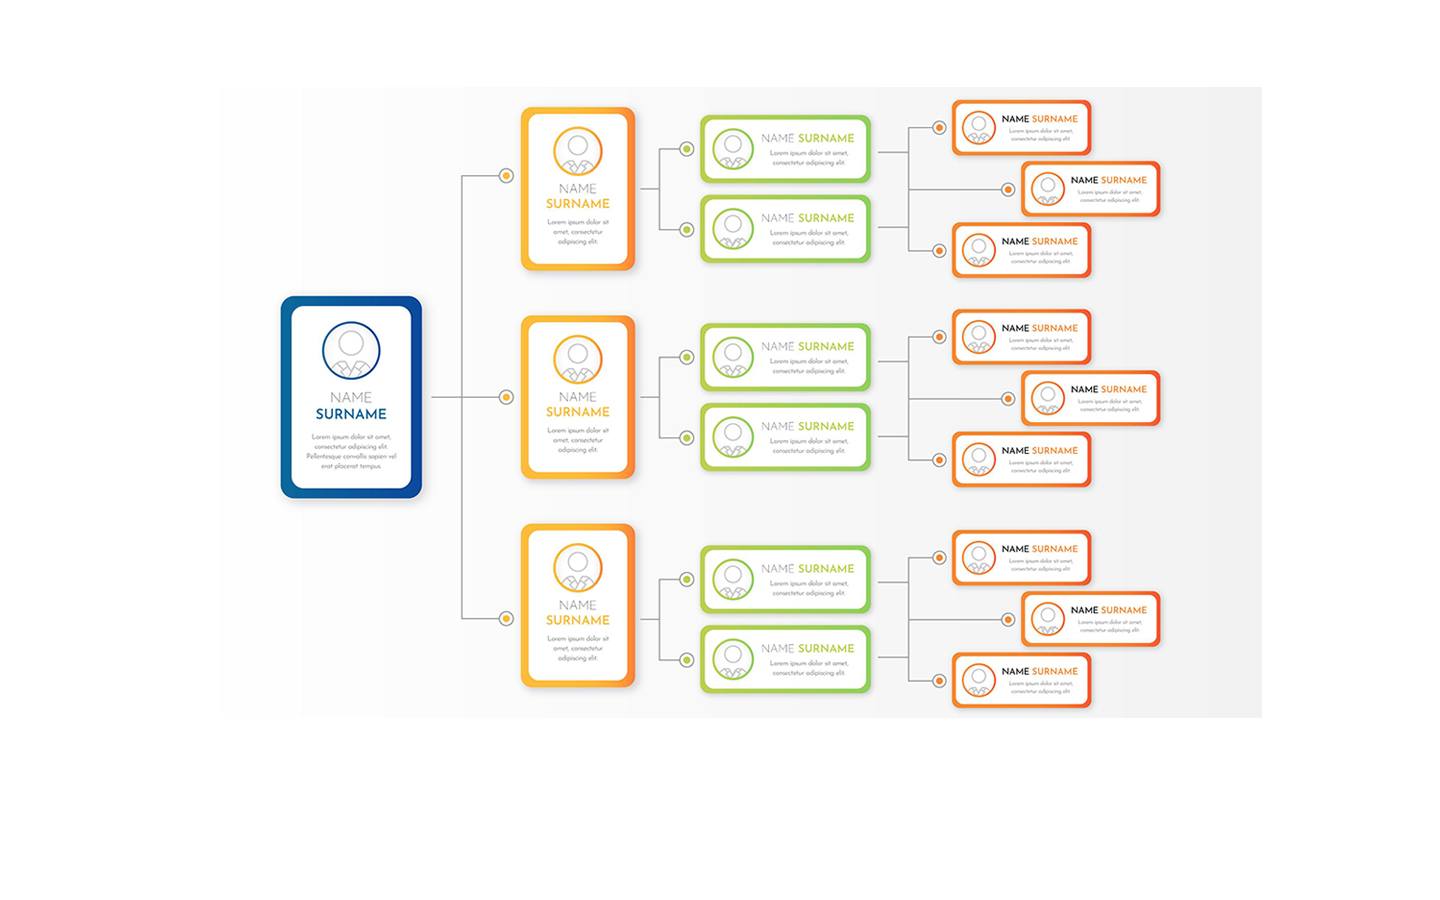 NAME
SURNAME
Lorem ipsum dolor sit amet,
consectetur adipiscing elit.
Pellentesque convallis sapien vel
erat placerat tempus.
NAME
SURNAME
Lorem ipsum dolor sit
amet, consectetur
adipiscing elit.
NAME SURNAME
Lorem ipsum dolor sit amet,
consectetur adipiscing elit.
NAME SURNAME
Lorem ipsum dolor sit amet,
consectetur adipiscing elit.
NAME SURNAME
Lorem ipsum dolor sit amet,
consectetur adipiscing elit.
NAME SURNAME
Lorem ipsum dolor sit amet,
consectetur adipiscing elit.
NAME SURNAME
Lorem ipsum dolor sit amet,
consectetur adipiscing elit.
NAME
SURNAME
Lorem ipsum dolor sit
amet, consectetur
adipiscing elit.
NAME SURNAME
Lorem ipsum dolor sit amet,
consectetur adipiscing elit.
NAME SURNAME
Lorem ipsum dolor sit amet,
consectetur adipiscing elit.
NAME SURNAME
Lorem ipsum dolor sit amet,
consectetur adipiscing elit.
NAME SURNAME
Lorem ipsum dolor sit amet,
consectetur adipiscing elit.
NAME SURNAME
Lorem ipsum dolor sit amet,
consectetur adipiscing elit.
NAME
SURNAME
Lorem ipsum dolor sit
amet, consectetur
adipiscing elit.
NAME SURNAME
Lorem ipsum dolor sit amet,
consectetur adipiscing elit.
NAME SURNAME
Lorem ipsum dolor sit amet,
consectetur adipiscing elit.
NAME SURNAME
Lorem ipsum dolor sit amet,
consectetur adipiscing elit.
NAME SURNAME
Lorem ipsum dolor sit amet,
consectetur adipiscing elit.
NAME SURNAME
Lorem ipsum dolor sit amet,
consectetur adipiscing elit.